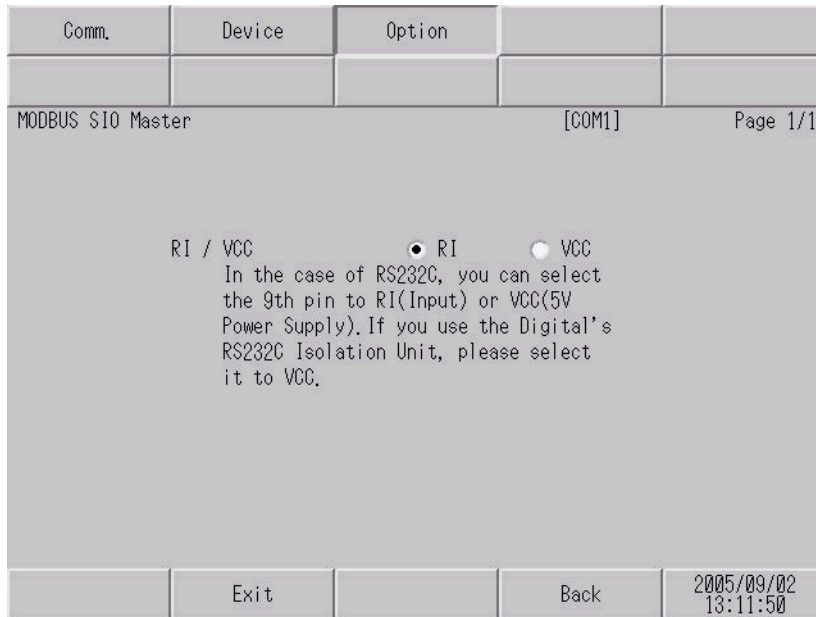 Comm. Device Option
MODBUS SIO Master [COM1] Page 1/1
RI / VCC RI VCC
In the case of RS232C, you can select
the 9th pin to RI(Input) or VCC(5V
Power Supply). If you use the Digital's
RS232C Isolation Unit, please select
it to VCC.
Exit Back 2005/09/02
13:11:50